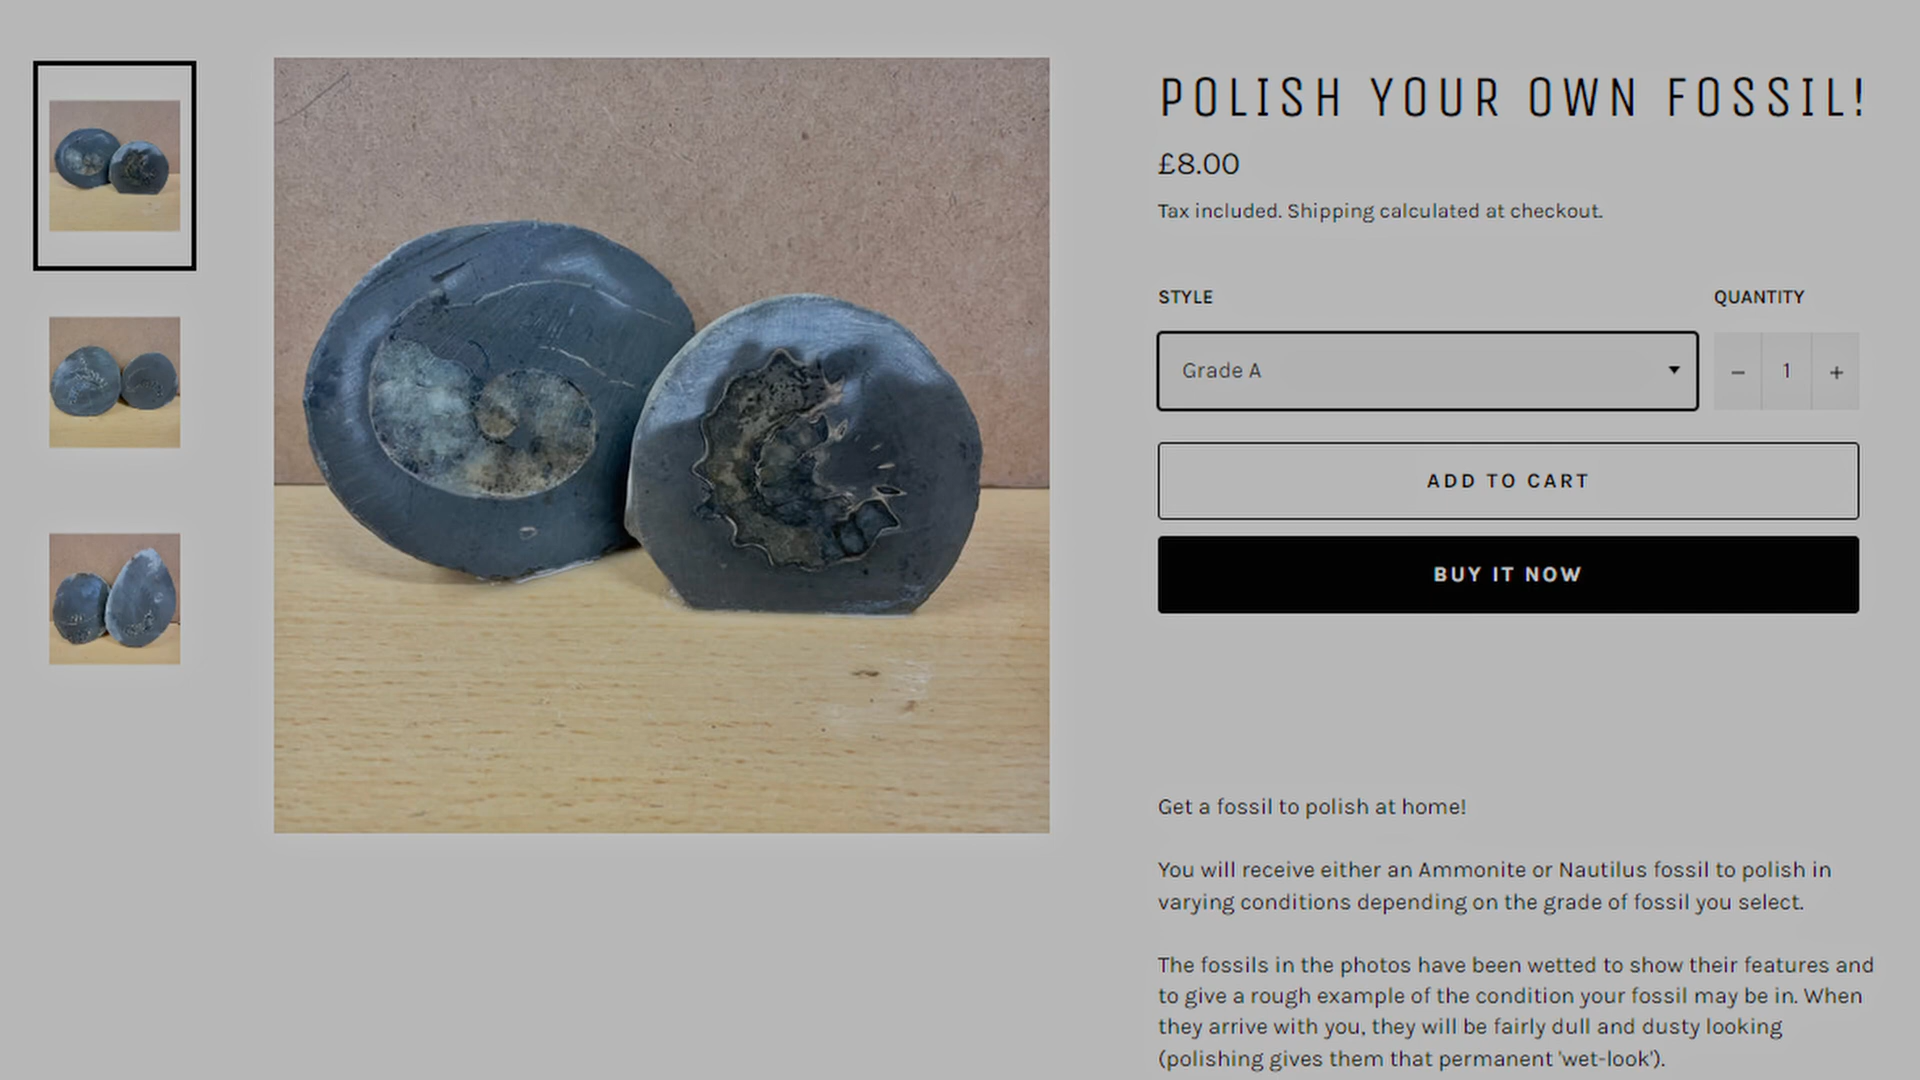 POLISH YOUR OWN FOSSIL!
£8.00
Tax included. Shipping calculated at checkout.
STYLE
QUANTITY
Grade A
− 1 +
ADD TO CART
BUY IT NOW
Get a fossil to polish at home!
You will receive either an Ammonite or Nautilus fossil to polish in
varying conditions depending on the grade of fossil you select.
The fossils in the photos have been wetted to show their features and
to give a rough example of the condition your fossil may be in. When
they arrive with you, they will be fairly dull and dusty looking
(polishing gives them that permanent 'wet-look').